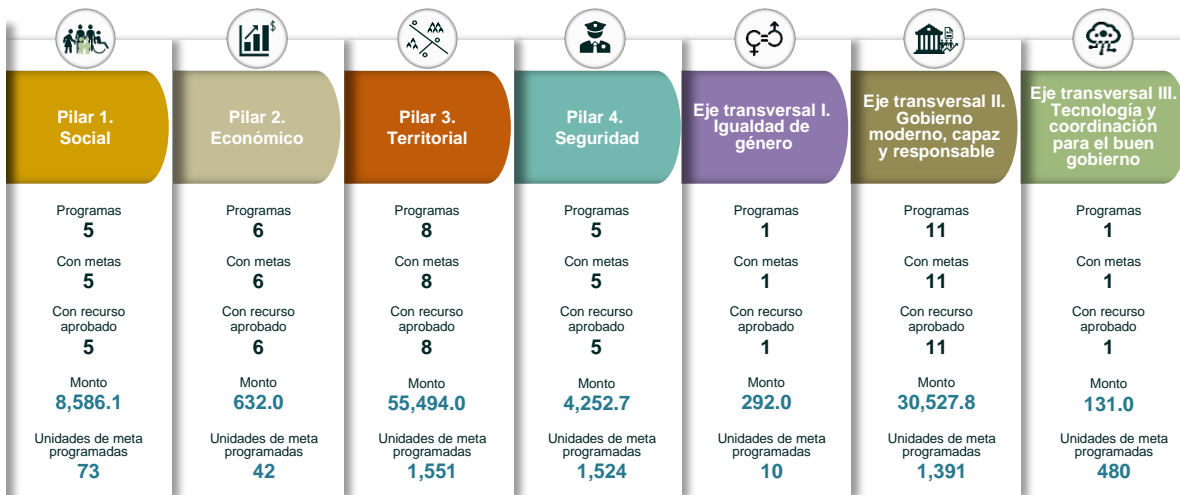 $
Pilar 1.
Social
Programas
5
Con metas
5
Con recurso
aprobado
5
Monto
8,586.1
Unidades de meta
programadas
73
Pilar 2.
Económico
Programas
6
Con metas
6
Con recurso
aprobado
6
Monto
632.0
Unidades de meta
programadas
42
Pilar 3.
Territorial
Programas
8
Con metas
8
Con recurso
aprobado
8
Monto
55,494.0
Unidades de meta
programadas
1,551
Pilar 4.
Seguridad
Programas
5
Con metas
5
Con recurso
aprobado
5
Monto
4,252.7
Unidades de meta
programadas
1,524
Eje transversal I.
Igualdad de
género
Programas
1
Con metas
1
Con recurso
aprobado
1
Monto
292.0
Unidades de meta
programadas
10
Eje transversal II.
Gobierno
moderno, capaz
y responsable
Programas
11
Con metas
11
Con recurso
aprobado
11
Monto
30,527.8
Unidades de meta
programadas
1,391
Eje transversal III.
Tecnología y
coordinación
para el buen
gobierno
Programas
1
Con metas
1
Con recurso
aprobado
1
Monto
131.0
Unidades de meta
programadas
480